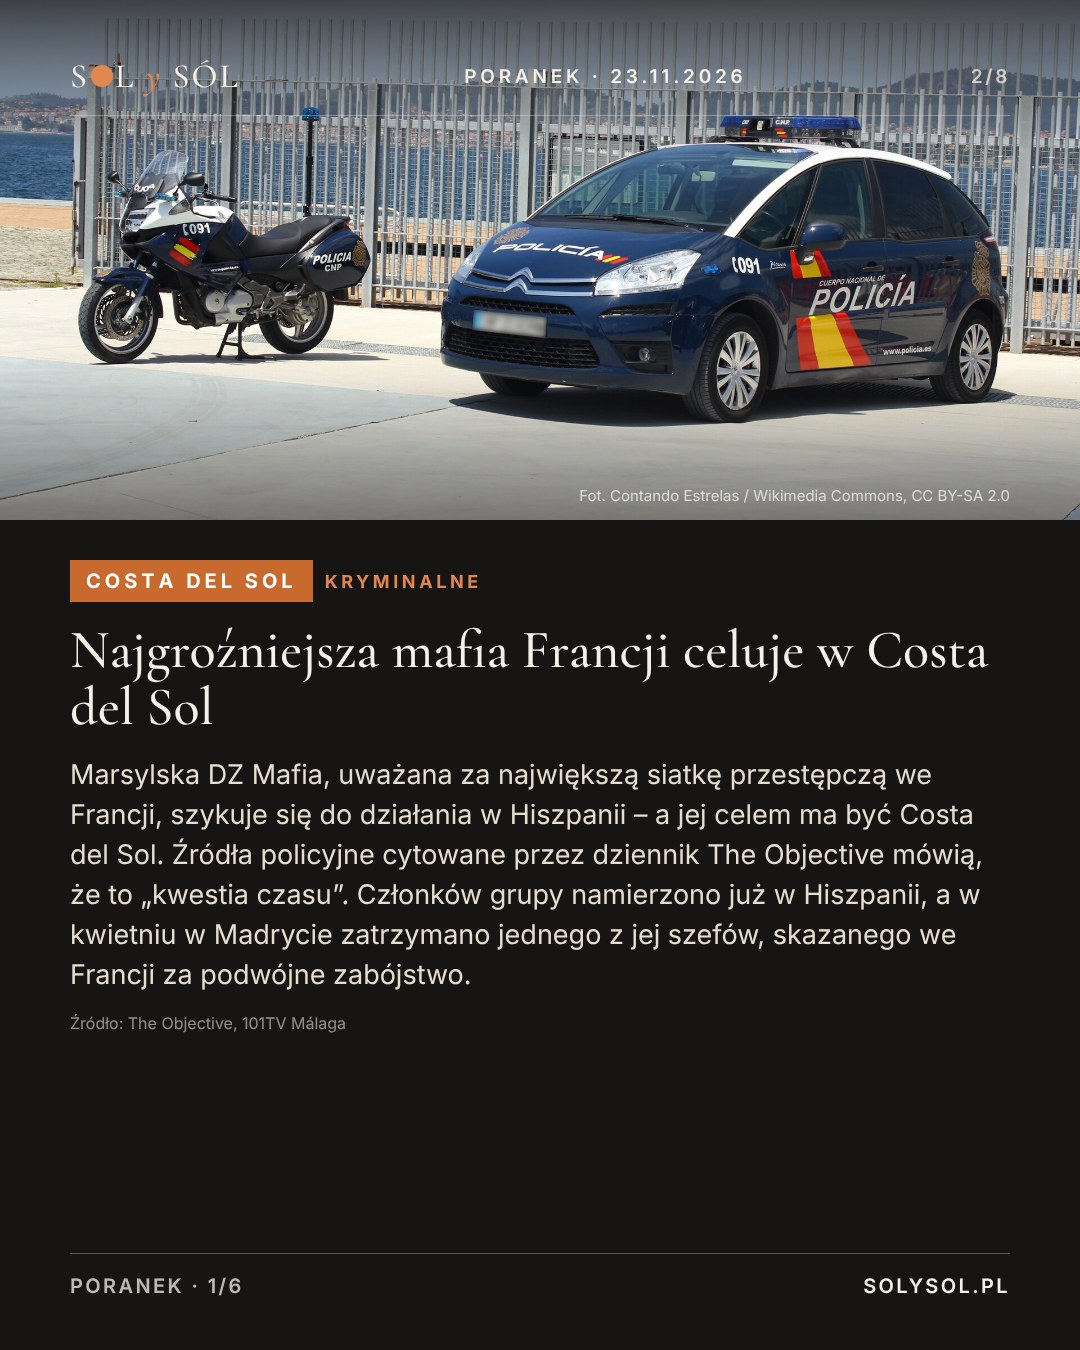 SOL y SÓL
PORANEK · 23.11.2026
2/8
C091
POLICIA
CNP
CNP
POLICÍA
C091
CUERPO NACIONAL DE
POLICÍA
www.policia.es
Fot. Contando Estrelas / Wikimedia Commons, CC BY-SA 2.0
COSTA DEL SOL KRYMINALNE
Najgroźniejsza mafia Francji celuje w Costa
del Sol
Marsylska DZ Mafia, uważana za największą siatkę przestępczą we
Francji, szykuje się do działania w Hiszpanii – a jej celem ma być Costa
del Sol. Źródła policyjne cytowane przez dziennik The Objective mówią,
że to „kwestia czasu”. Członków grupy namierzono już w Hiszpanii, a w
kwietniu w Madrycie zatrzymano jednego z jej szefów, skazanego we
Francji za podwójne zabójstwo.
Źródło: The Objective, 101TV Málaga
PORANEK · 1/6
SOLYSOL.PL